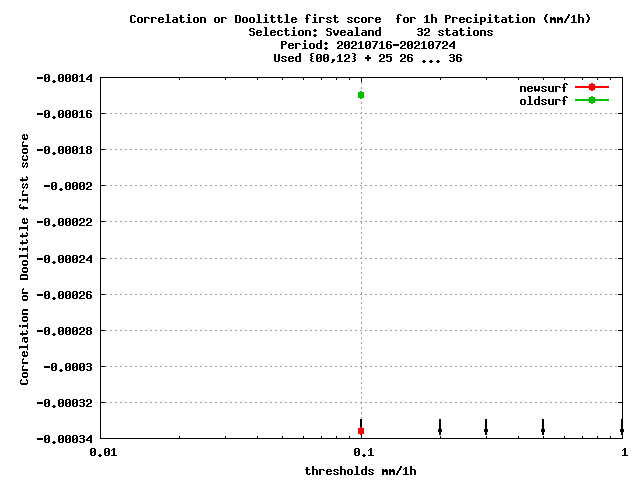 Correlation or Doolittle first score  for 1h Precipitation (mm/1h)
Selection: Svealand     32 stations
Period: 20210716-20210724
Used {00,12} + 25 26 ... 36
newsurf
oldsurf
Correlation or Doolittle first score
-0.00014
-0.00016
-0.00018
-0.0002
-0.00022
-0.00024
-0.00026
-0.00028
-0.0003
-0.00032
-0.00034
0.01 0.1 1
thresholds mm/1h